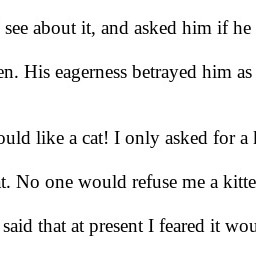 see about it, and asked him if he
en. His eagerness betrayed him as
ould like a cat! I only asked for a
t. No one would refuse me a kitte
said that at present I feared it wou